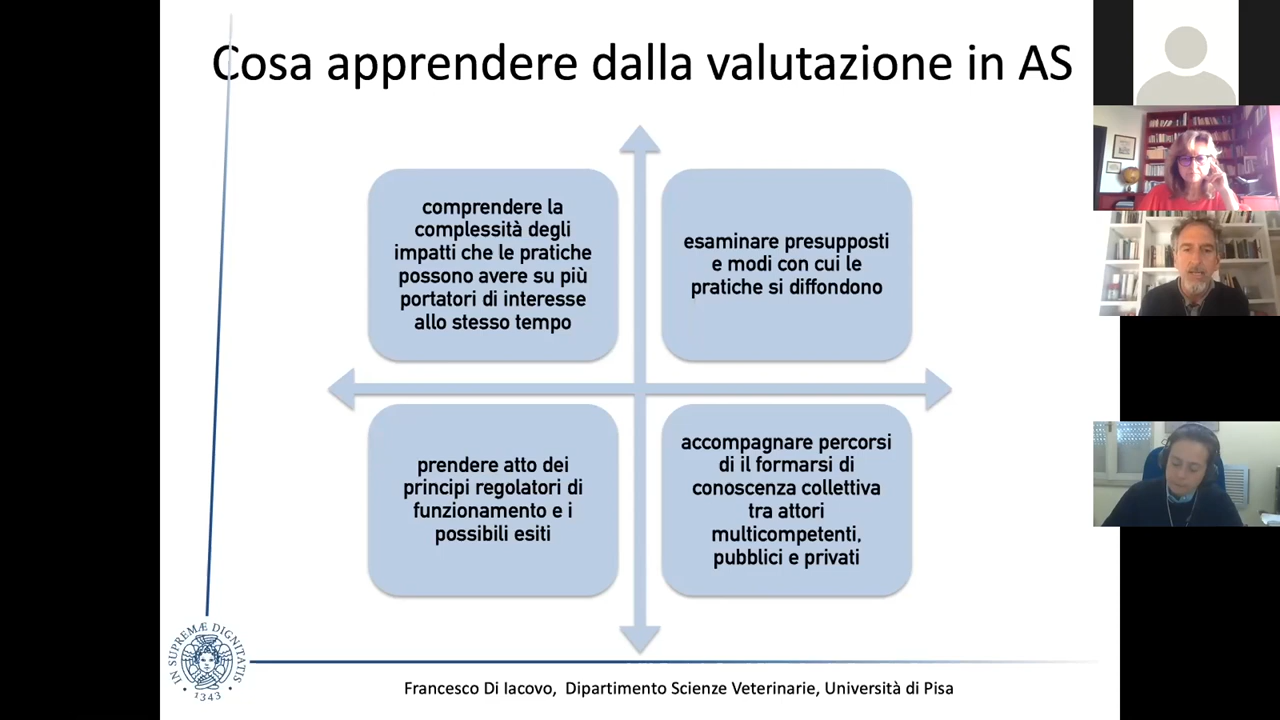 Cosa apprendere dalla valutazione in AS
comprendere la
complessità degli
impatti che le pratiche
possono avere su più
portatori di interesse
allo stesso tempo
esaminare presupposti
e modi con cui le
pratiche si diffondono
prendere atto dei
principi regolatori di
funzionamento e i
possibili esiti
accompagnare percorsi
di il formarsi di
conoscenza collettiva
tra attori
multicompetenti,
pubblici e privati
IN SUPREMÆ DIGNITATIS
1343
Francesco Di Iacovo, Dipartimento Scienze Veterinarie, Università di Pisa